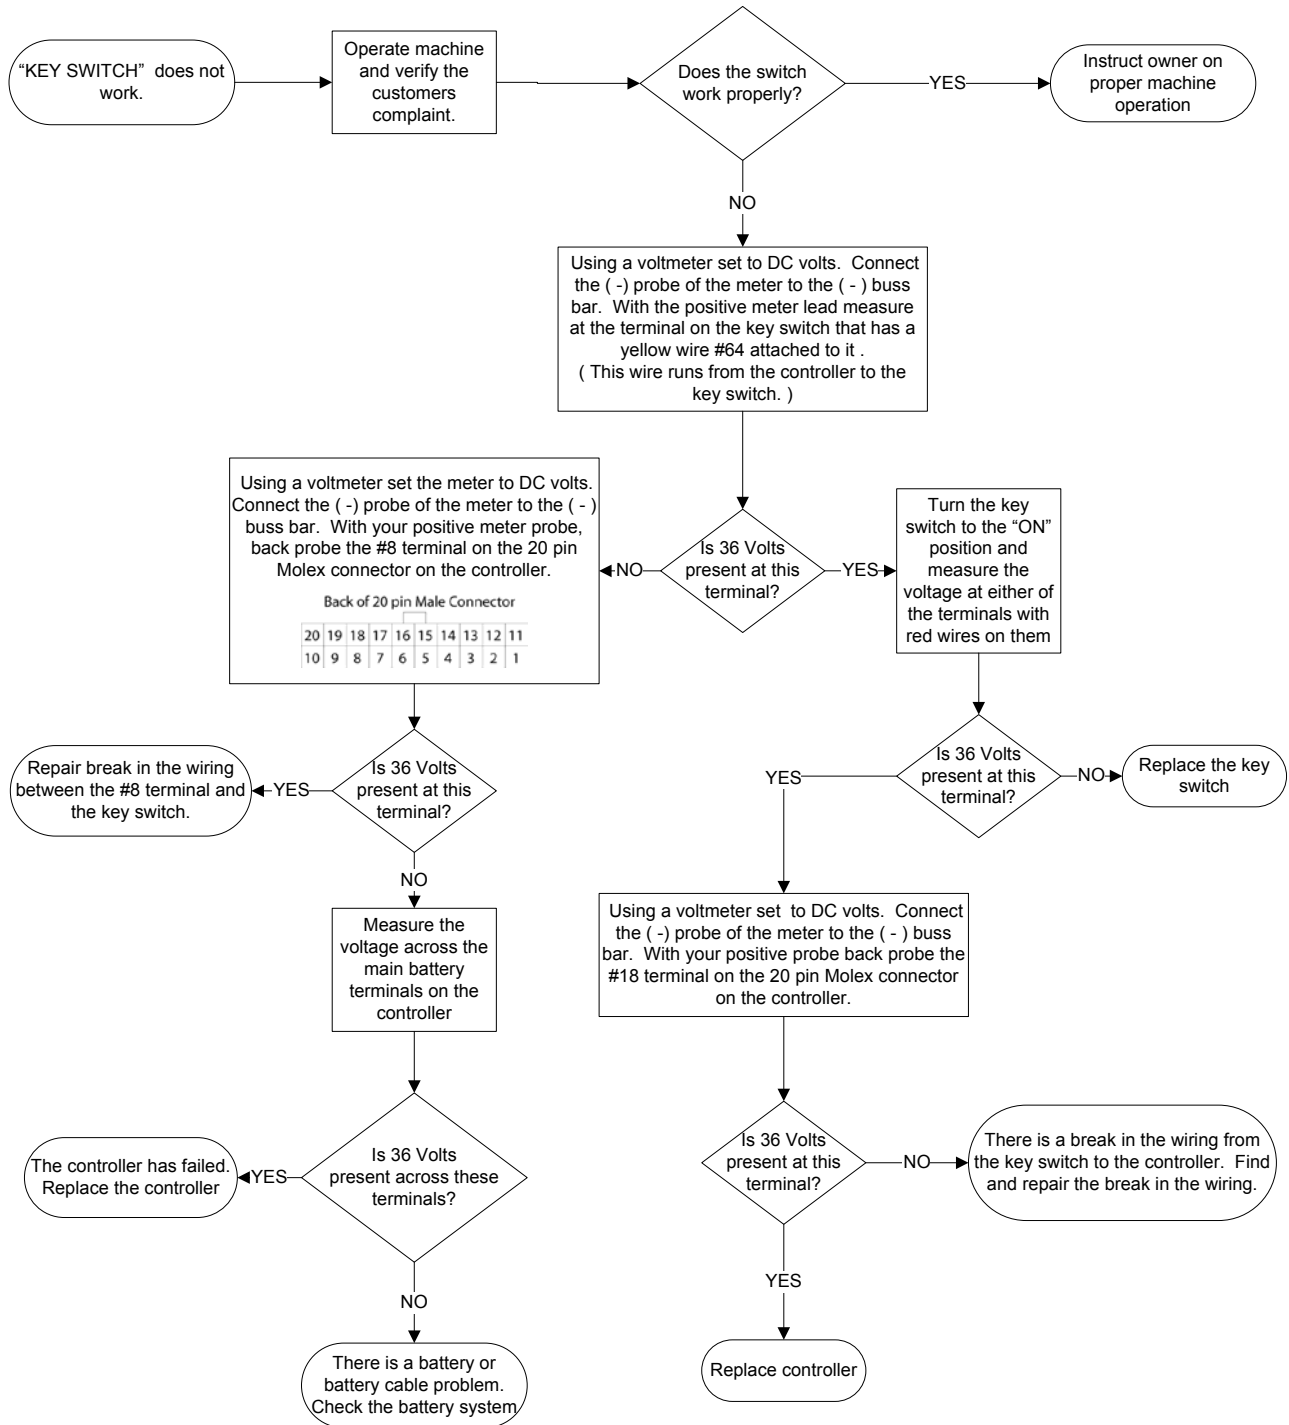 “KEY SWITCH” does not
work.
Operate machine
and verify the
customers
complaint.
Does the switch
work properly?
YES
Instruct owner on
proper machine
operation
NO
Using a voltmeter set to DC volts. Connect
the ( -) probe of the meter to the ( - ) buss
bar. With the positive meter lead measure
at the terminal on the key switch that has a
yellow wire #64 attached to it .
( This wire runs from the controller to the
key switch. )
Using a voltmeter set the meter to DC volts.
Connect the ( -) probe of the meter to the ( - )
buss bar. With your positive meter probe,
back probe the #8 terminal on the 20 pin
Molex connector on the controller.
Back of 20 pin Male Connector
20 19 18 17 16 15 14 13 12 11
10 9 8 7 6 5 4 3 2 1
NO
Is 36 Volts
present at this
terminal?
YES
Turn the key
switch to the “ON”
position and
measure the
voltage at either of
the terminals with
red wires on them
Repair break in the wiring
between the #8 terminal and
the key switch.
YES
Is 36 Volts
present at this
terminal?
YES
Is 36 Volts
present at this
terminal?
NO
Replace the key
switch
NO
Measure the
voltage across the
main battery
terminals on the
controller
Using a voltmeter set to DC volts. Connect
the ( -) probe of the meter to the ( - ) buss
bar. With your positive probe back probe the
#18 terminal on the 20 pin Molex connector
on the controller.
The controller has failed.
Replace the controller
YES
Is 36 Volts
present across these
terminals?
Is 36 Volts
present at this
terminal?
NO
There is a break in the wiring from
the key switch to the controller. Find
and repair the break in the wiring.
NO
YES
There is a battery or
battery cable problem.
Check the battery system
Replace controller